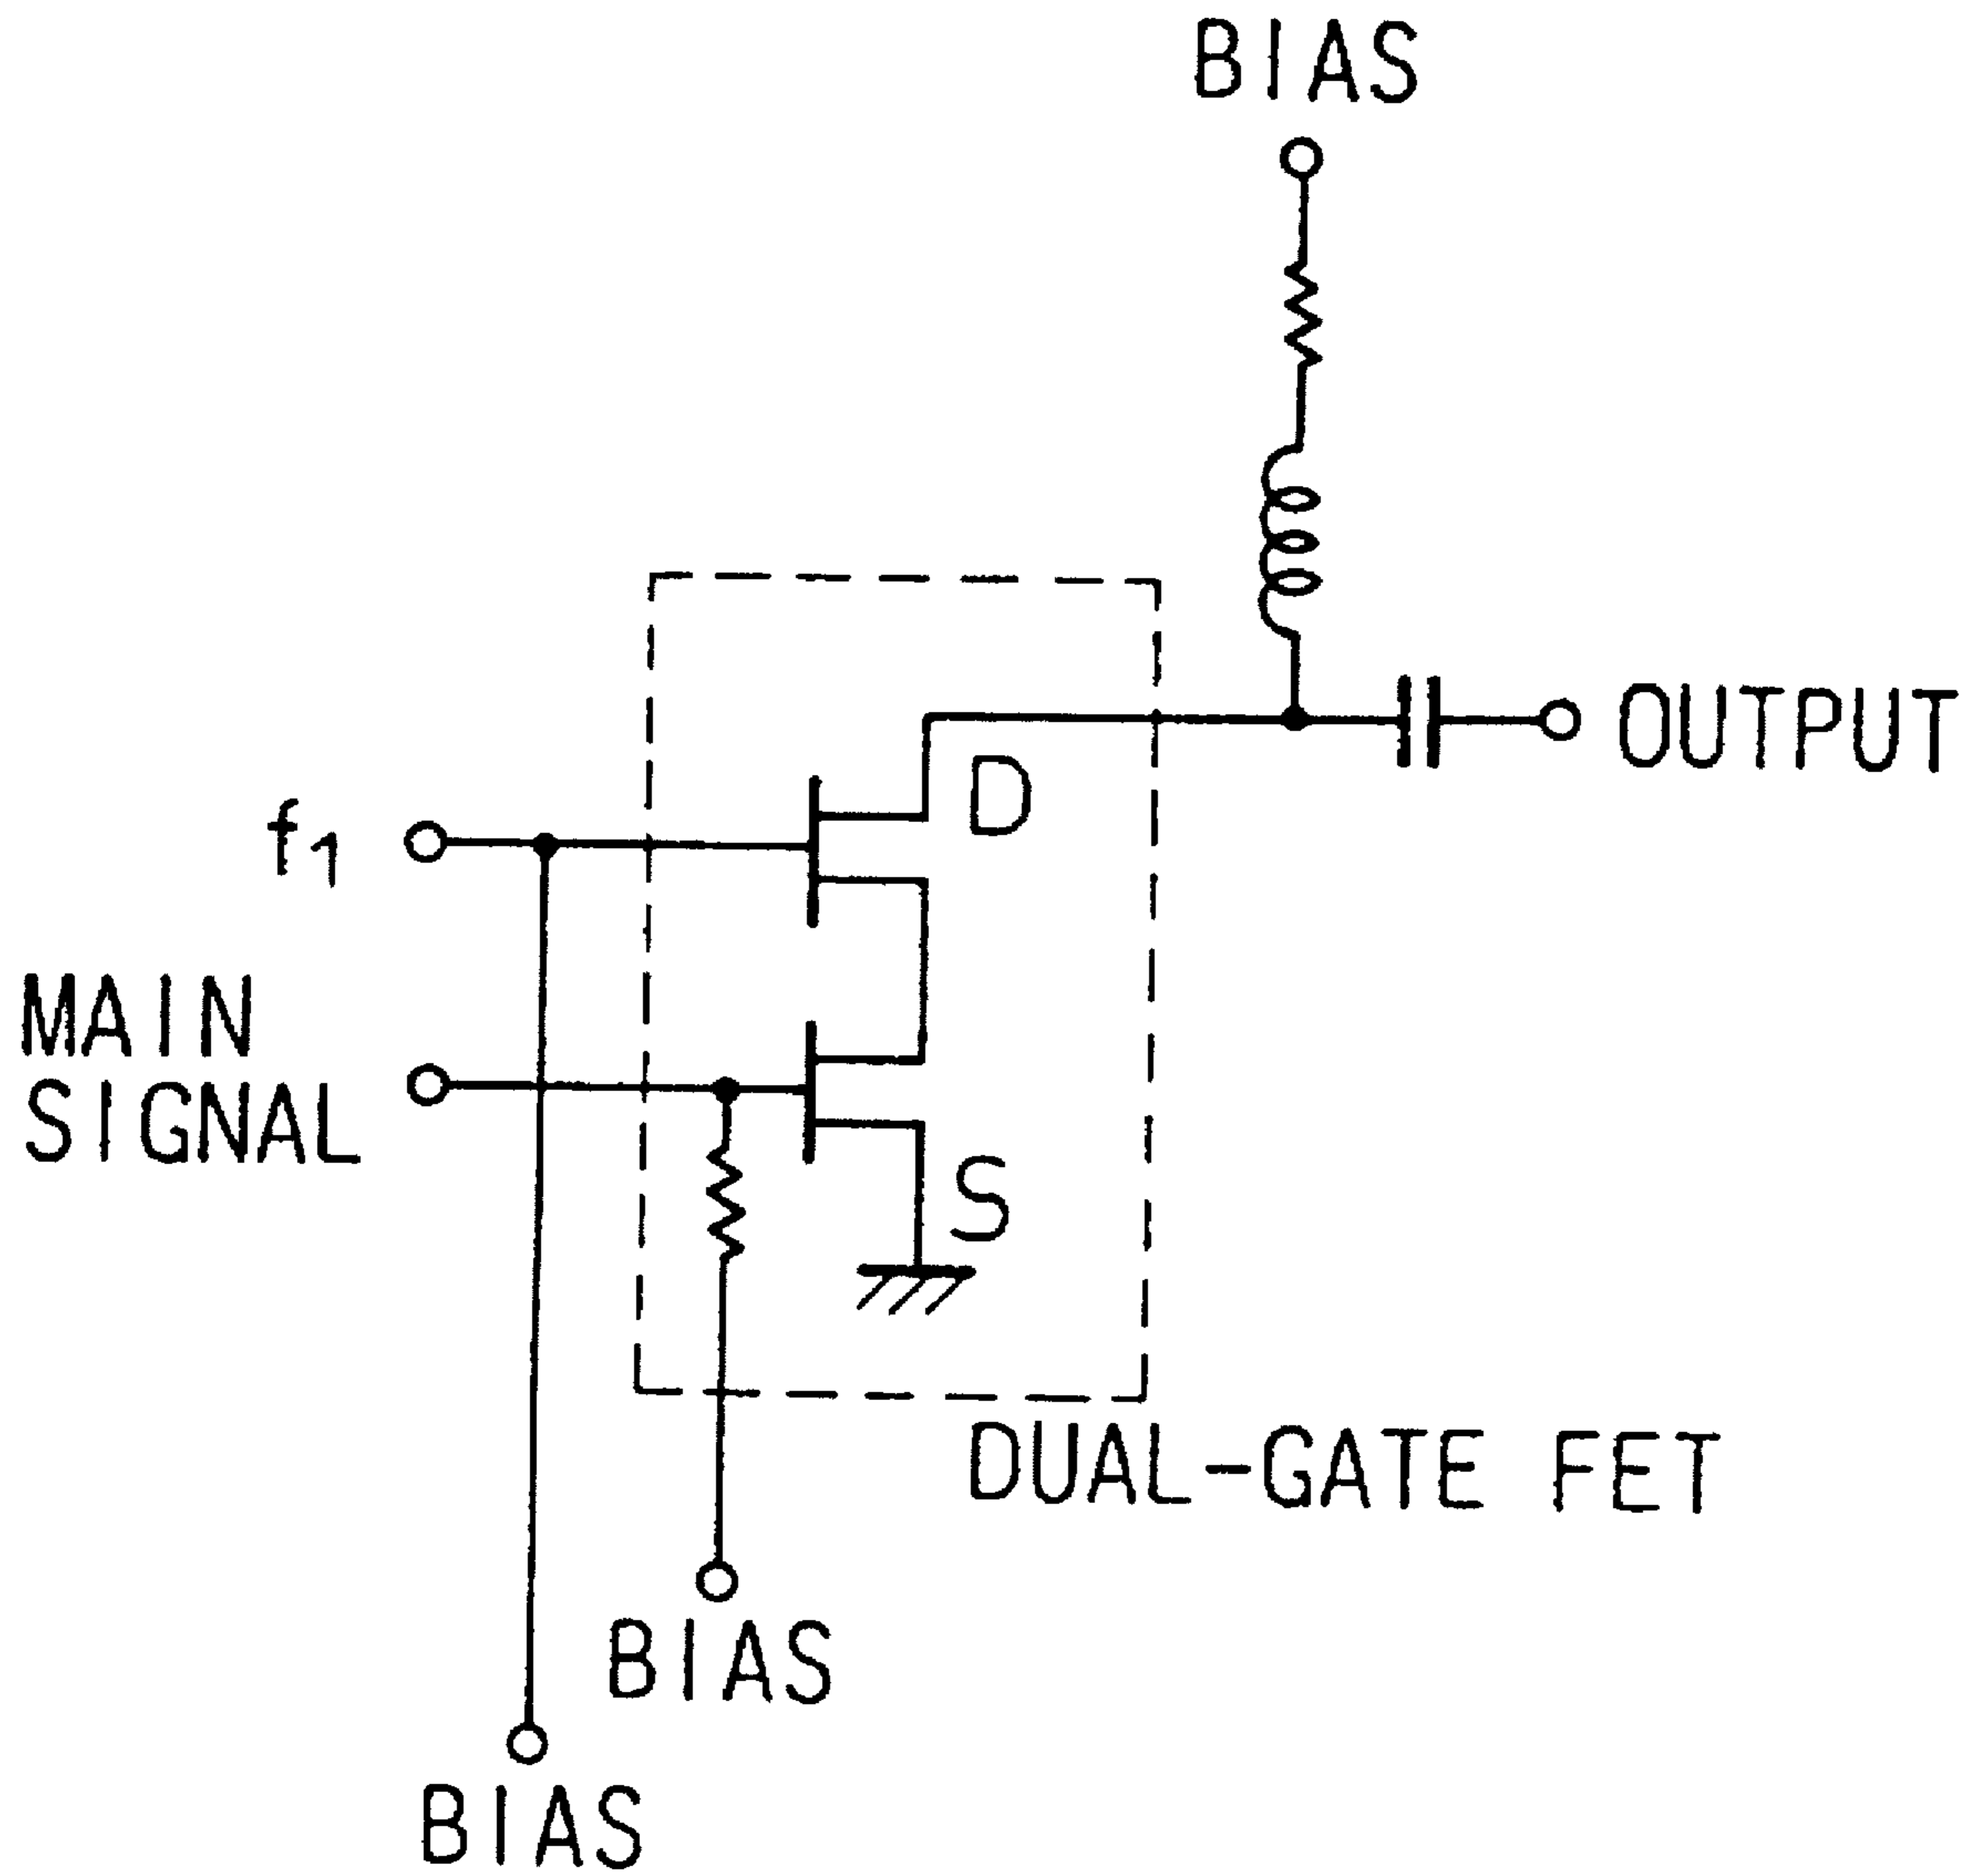 BIAS
OUTPUT
D
f1
MAIN
SIGNAL
S
DUAL-GATE FET
BIAS
BIAS